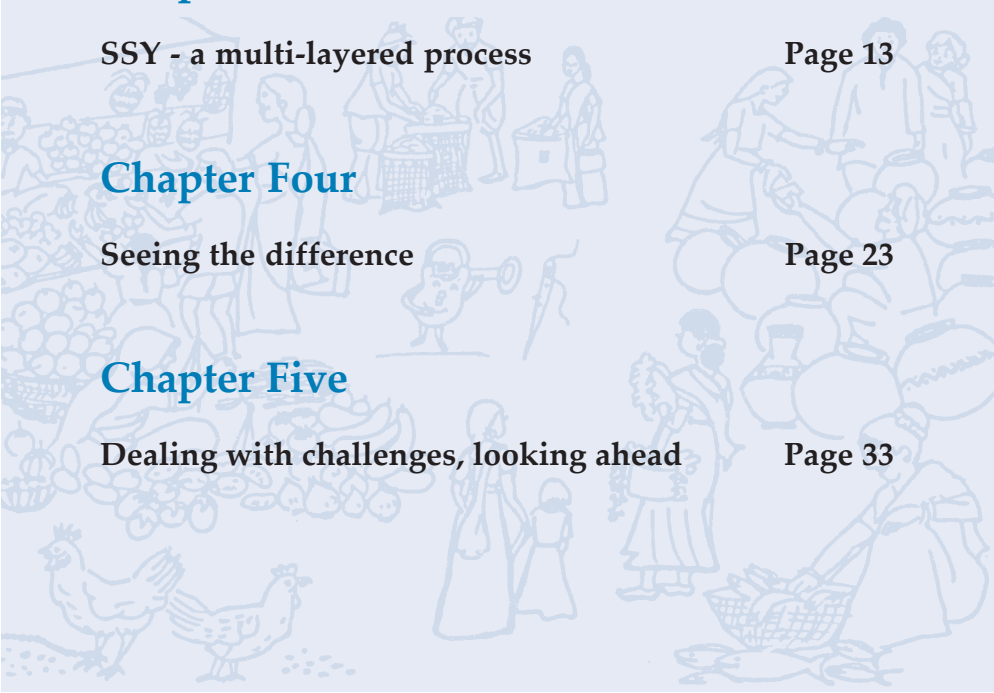 SSY - a multi-layered process Page 13
Chapter Four
Seeing the difference Page 23
Chapter Five
Dealing with challenges, looking ahead Page 33